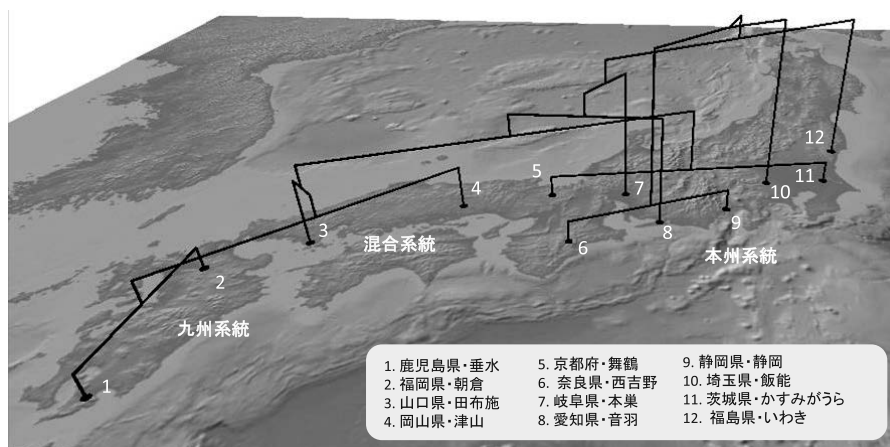 12
11
10
5
7
4
9
3
8
混合系統
6
本州系統
2
九州系統
1
1. 鹿児島県・垂水
2. 福岡県・朝倉
3. 山口県・田布施
4. 岡山県・津山
5. 京都府・舞鶴
6. 奈良県・西吉野
7. 岐阜県・本巣
8. 愛知県・音羽
9. 静岡県・静岡
10. 埼玉県・飯能
11. 茨城県・かすみがうら
12. 福島県・いわき